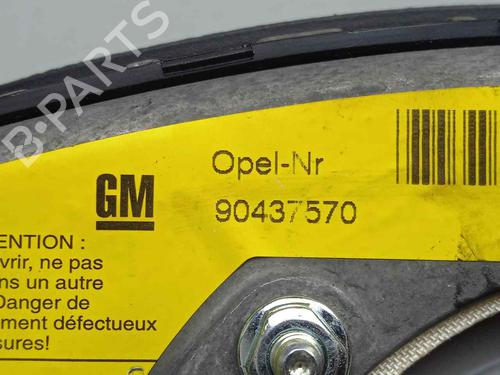 B-PARTS
Opel-Nr
GM
90437570
ENTION :
vrir, ne pas
ns un autre
Danger de
ment défectueux
sures!